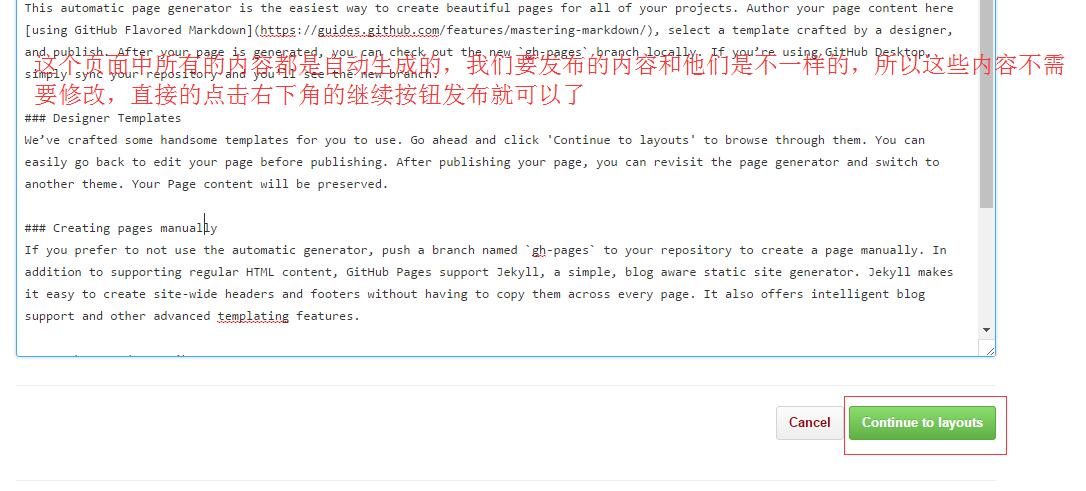 This automatic page generator is the easiest way to create beautiful pages for all of your projects. Author your page content here
[using GitHub Flavored Markdown](https://guides.github.com/features/mastering-markdown/), select a template crafted by a designer,
and publish. After your page is generated, you can check out the new `gh-pages` branch locally. If you’re using GitHub Desktop,
simply sync your repository and you’ll see the new branch.
这个页面中所有的内容都是自动生成的，我们要发布的内容和他们是不一样的，所以这些内容不需
要修改，直接的点击右下角的继续按钮发布就可以了
### Designer Templates
We’ve crafted some handsome templates for you to use. Go ahead and click 'Continue to layouts' to browse through them. You can
easily go back to edit your page before publishing. After publishing your page, you can revisit the page generator and switch to
another theme. Your Page content will be preserved.
### Creating pages manually
If you prefer to not use the automatic generator, push a branch named `gh-pages` to your repository to create a page manually. In
addition to supporting regular HTML content, GitHub Pages support Jekyll, a simple, blog aware static site generator. Jekyll makes
it easy to create site-wide headers and footers without having to copy them across every page. It also offers intelligent blog
support and other advanced templating features.
Cancel
Continue to layouts